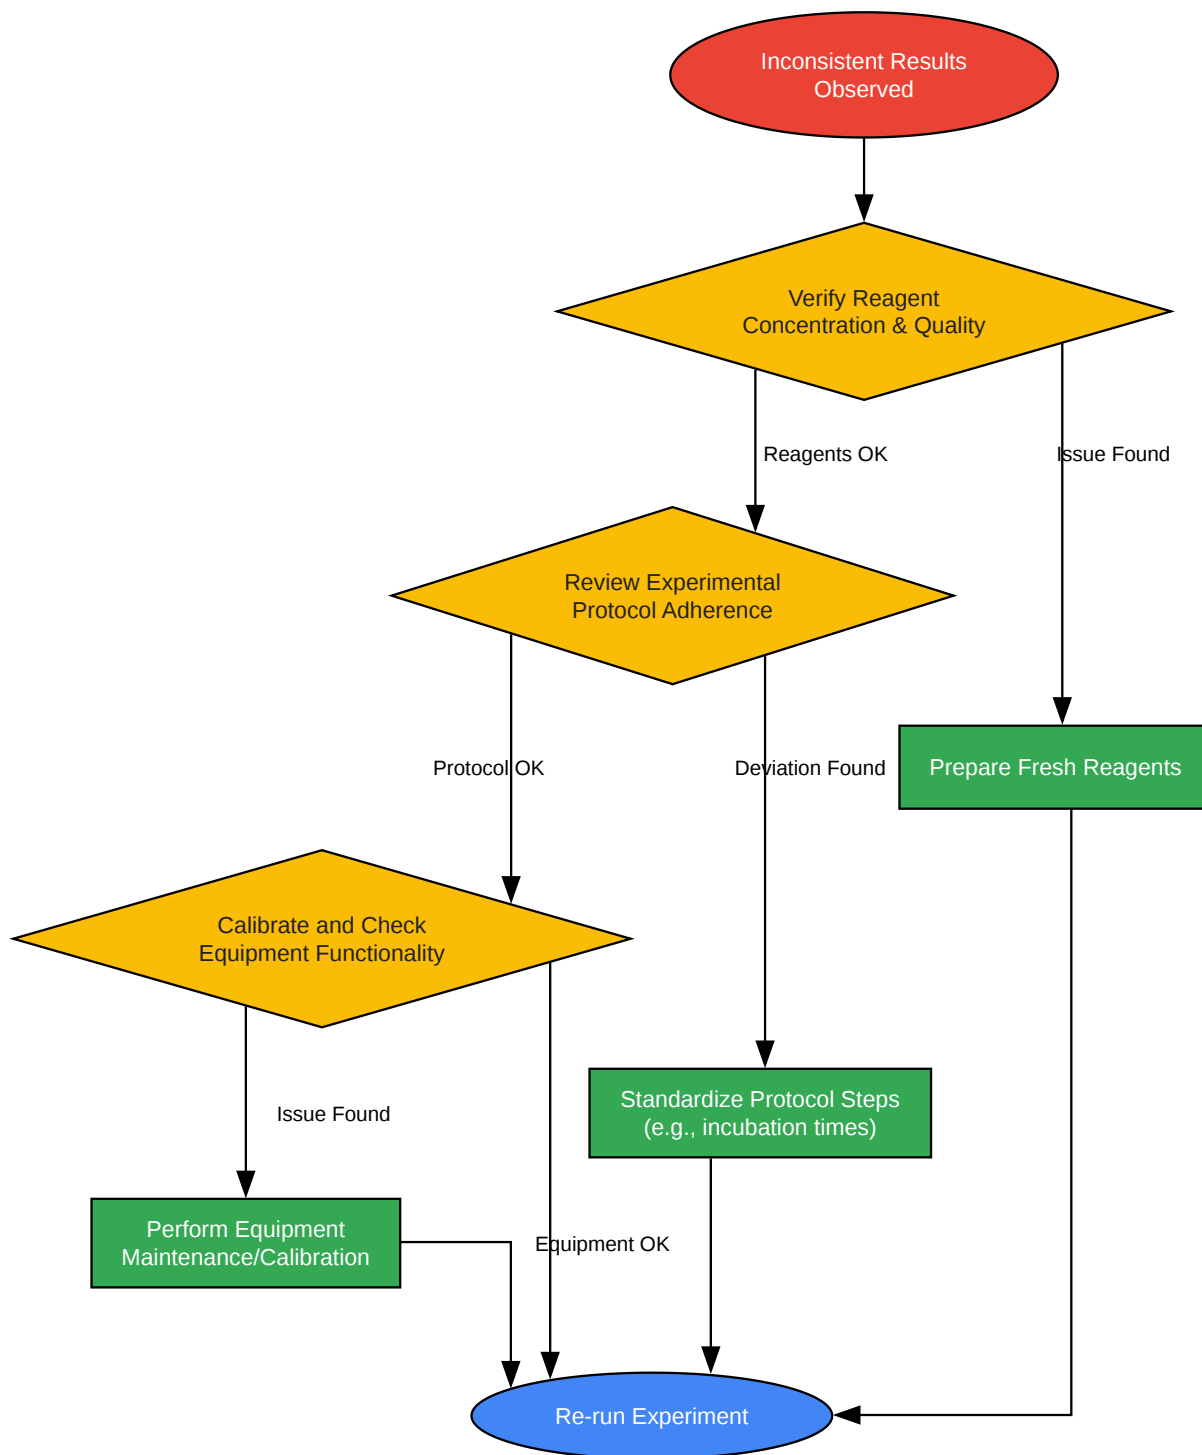 Inconsistent Results
Observed
Verify Reagent
Concentration & Quality
Reagents OK
Issue Found
Review Experimental
Protocol Adherence
Protocol OK
Deviation Found
Prepare Fresh Reagents
Calibrate and Check
Equipment Functionality
Issue Found
Standardize Protocol Steps
(e.g., incubation times)
Perform Equipment
Maintenance/Calibration
Equipment OK
Re-run Experiment